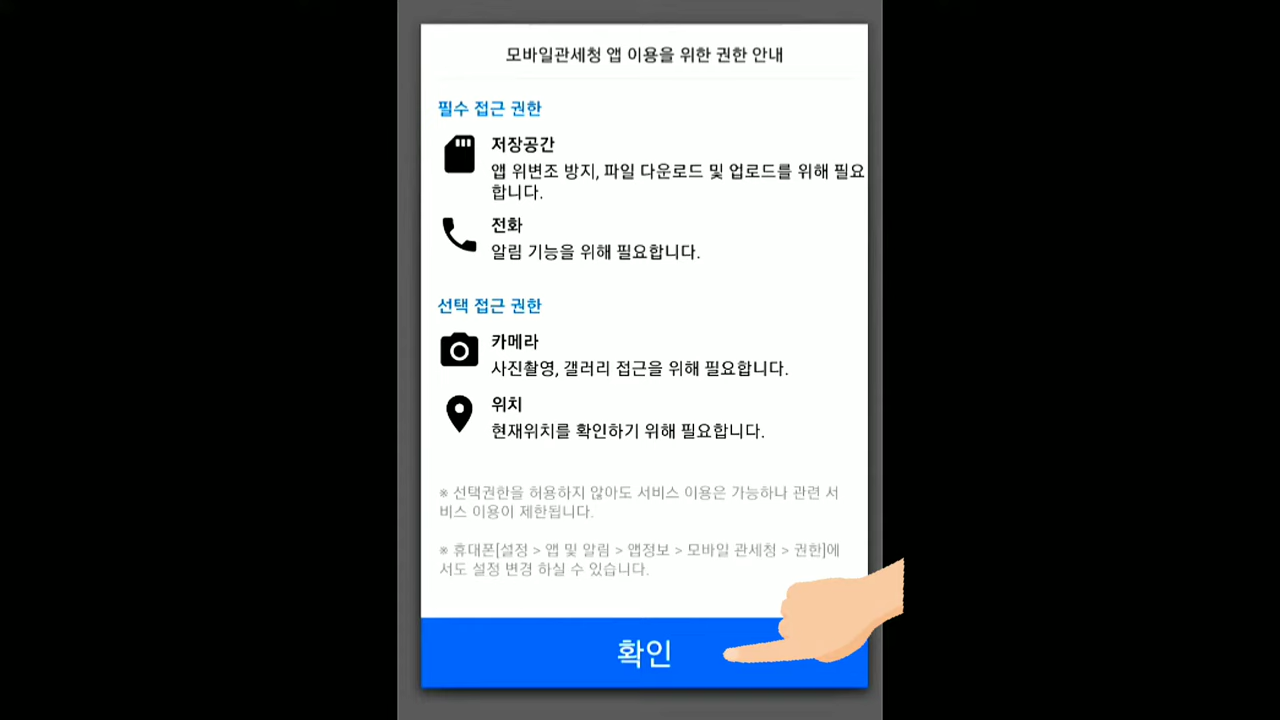 모바일관세청 앱 이용을 위한 권한 안내
필수 접근 권한
저장공간
앱 위변조 방지, 파일 다운로드 및 업로드를 위해 필요
합니다.
전화
알림 기능을 위해 필요합니다.
선택 접근 권한
카메라
사진촬영, 갤러리 접근을 위해 필요합니다.
위치
현재위치를 확인하기 위해 필요합니다.
※ 선택권한을 허용하지 않아도 서비스 이용은 가능하나 관련 서
비스 이용이 제한됩니다.
※ 휴대폰[설정 > 앱 및 알림 > 앱정보 > 모바일 관세청 > 권한]에
서도 설정 변경 하실 수 있습니다.
확인